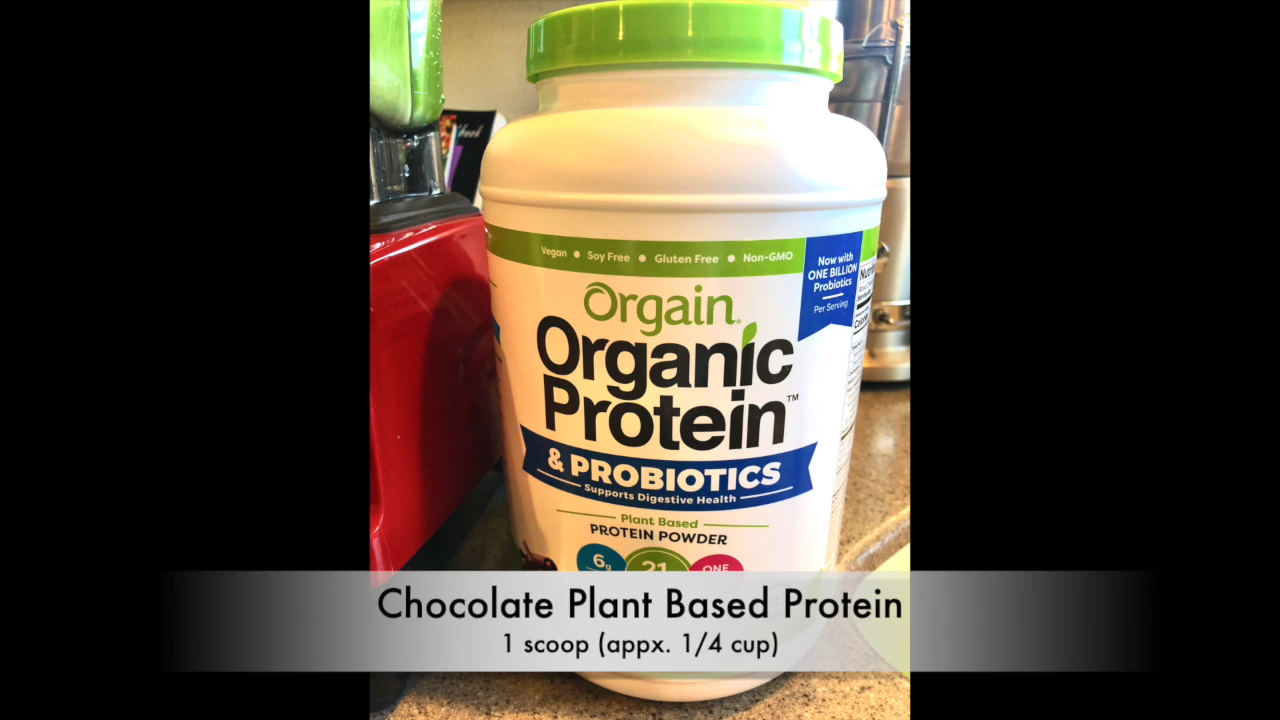 Vegan • Soy Free • Gluten Free • Non-GMO
Now with
ONE BILLION
Probiotics
Per Serving
Orgain®
Organic
Protein™
& PROBIOTICS
Supports Digestive Health
Plant Based
PROTEIN POWDER
6g
21
ONE
Chocolate Plant Based Protein
1 scoop (appx. 1/4 cup)